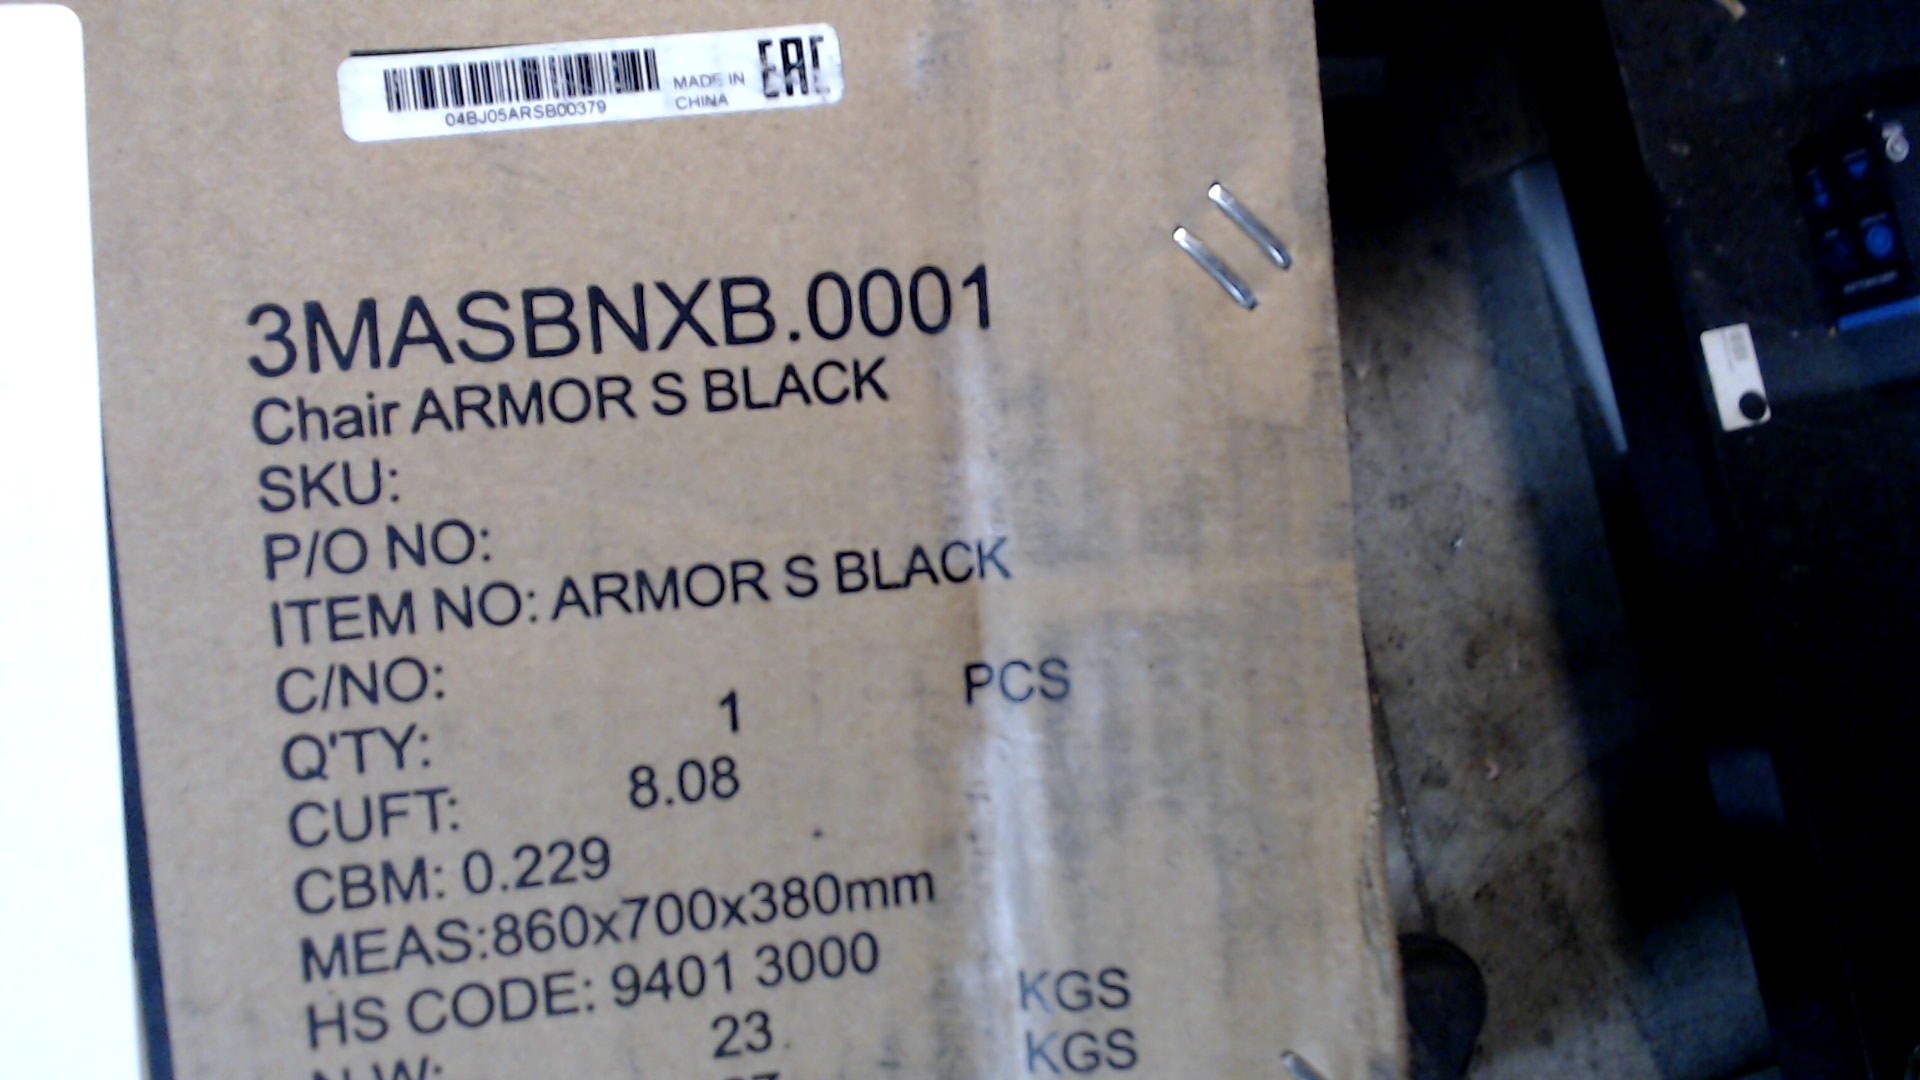 MADE IN
CHINA
EAC
04BJ05ARSB00379
3MASBNXB.0001
Chair ARMOR S BLACK
SKU:
P/O NO:
ITEM NO: ARMOR S BLACK
C/NO:
Q'TY: 1 PCS
CUFT: 8.08
CBM: 0.229
MEAS:860x700x380mm
HS CODE: 9401 3000
N.W: 23 KGS
KGS